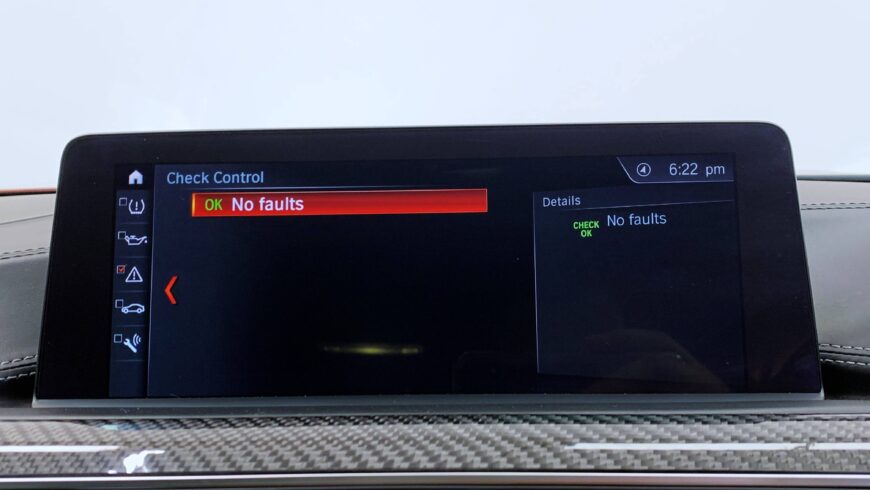 Check Control
6:22 pm
OK No faults
Details
CHECK OK
No faults